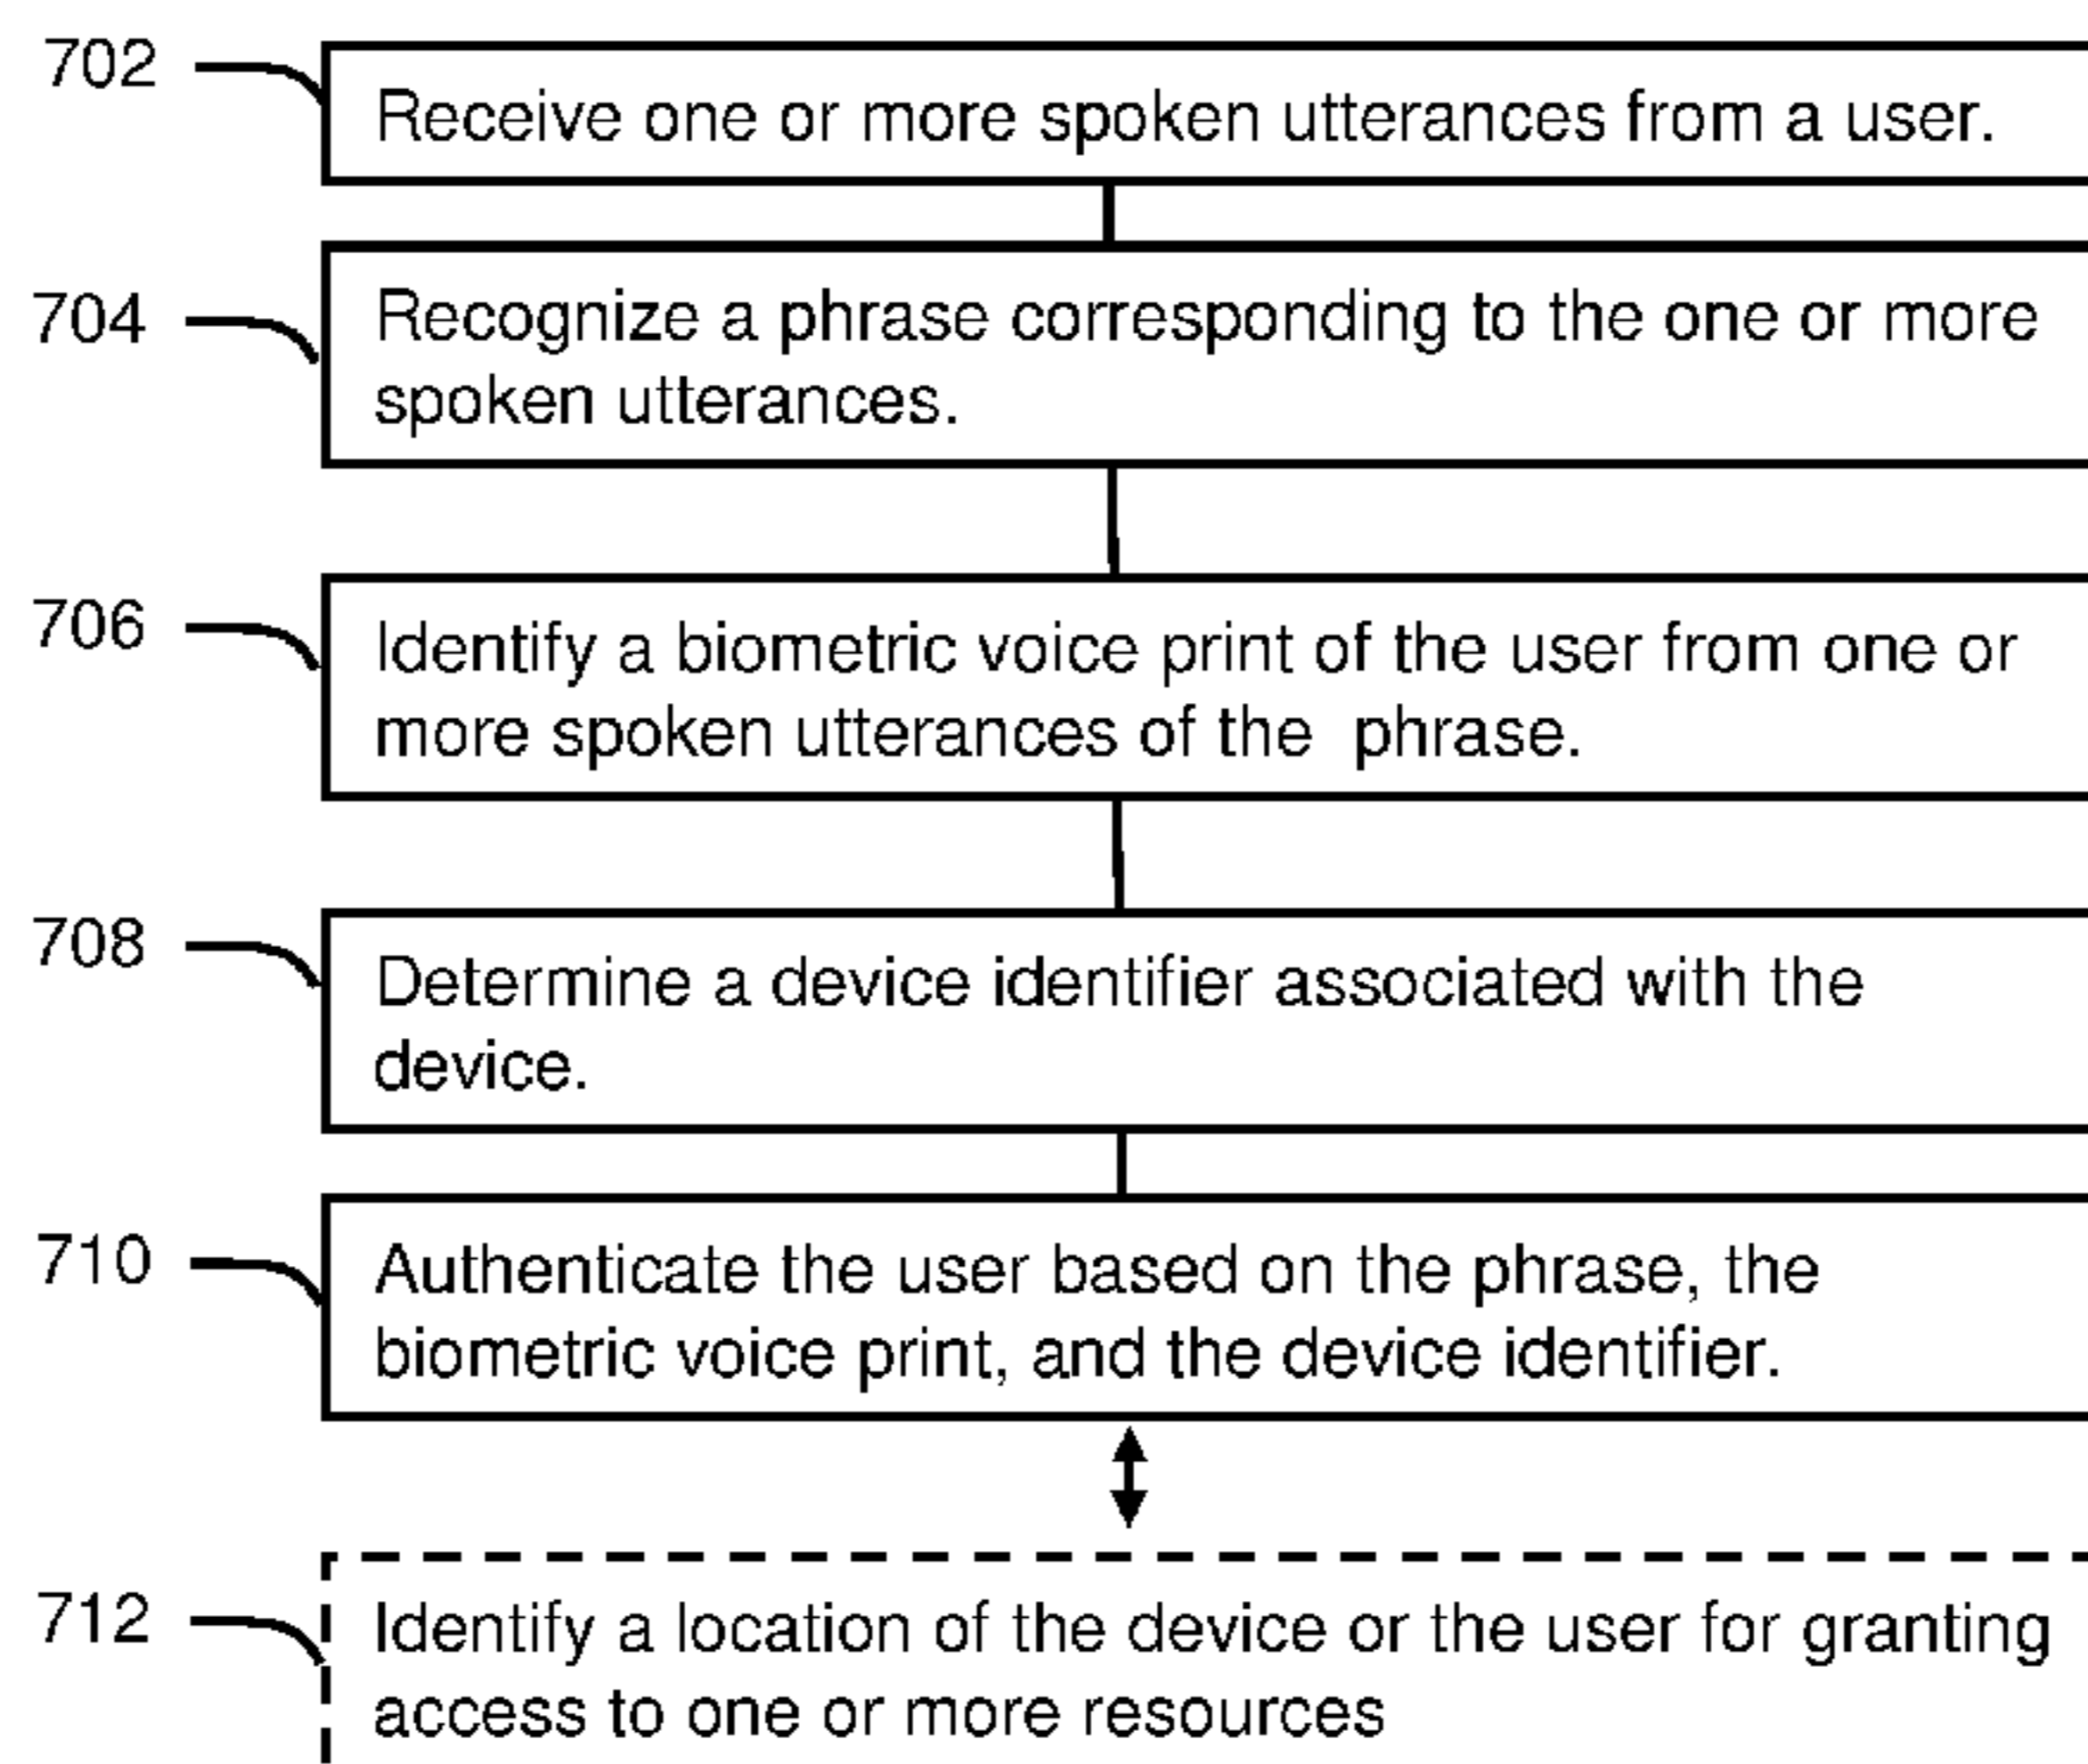 702
Receive one or more spoken utterances from a user.
704
Recognize a phrase corresponding to the one or more
spoken utterances.
706
Identify a biometric voice print of the user from one or
more spoken utterances of the  phrase.
708
Determine a device identifier associated with the
device.
710
Authenticate the user based on the phrase, the
biometric voice print, and the device identifier.
712
Identify a location of the device or the user for granting
access to one or more resources